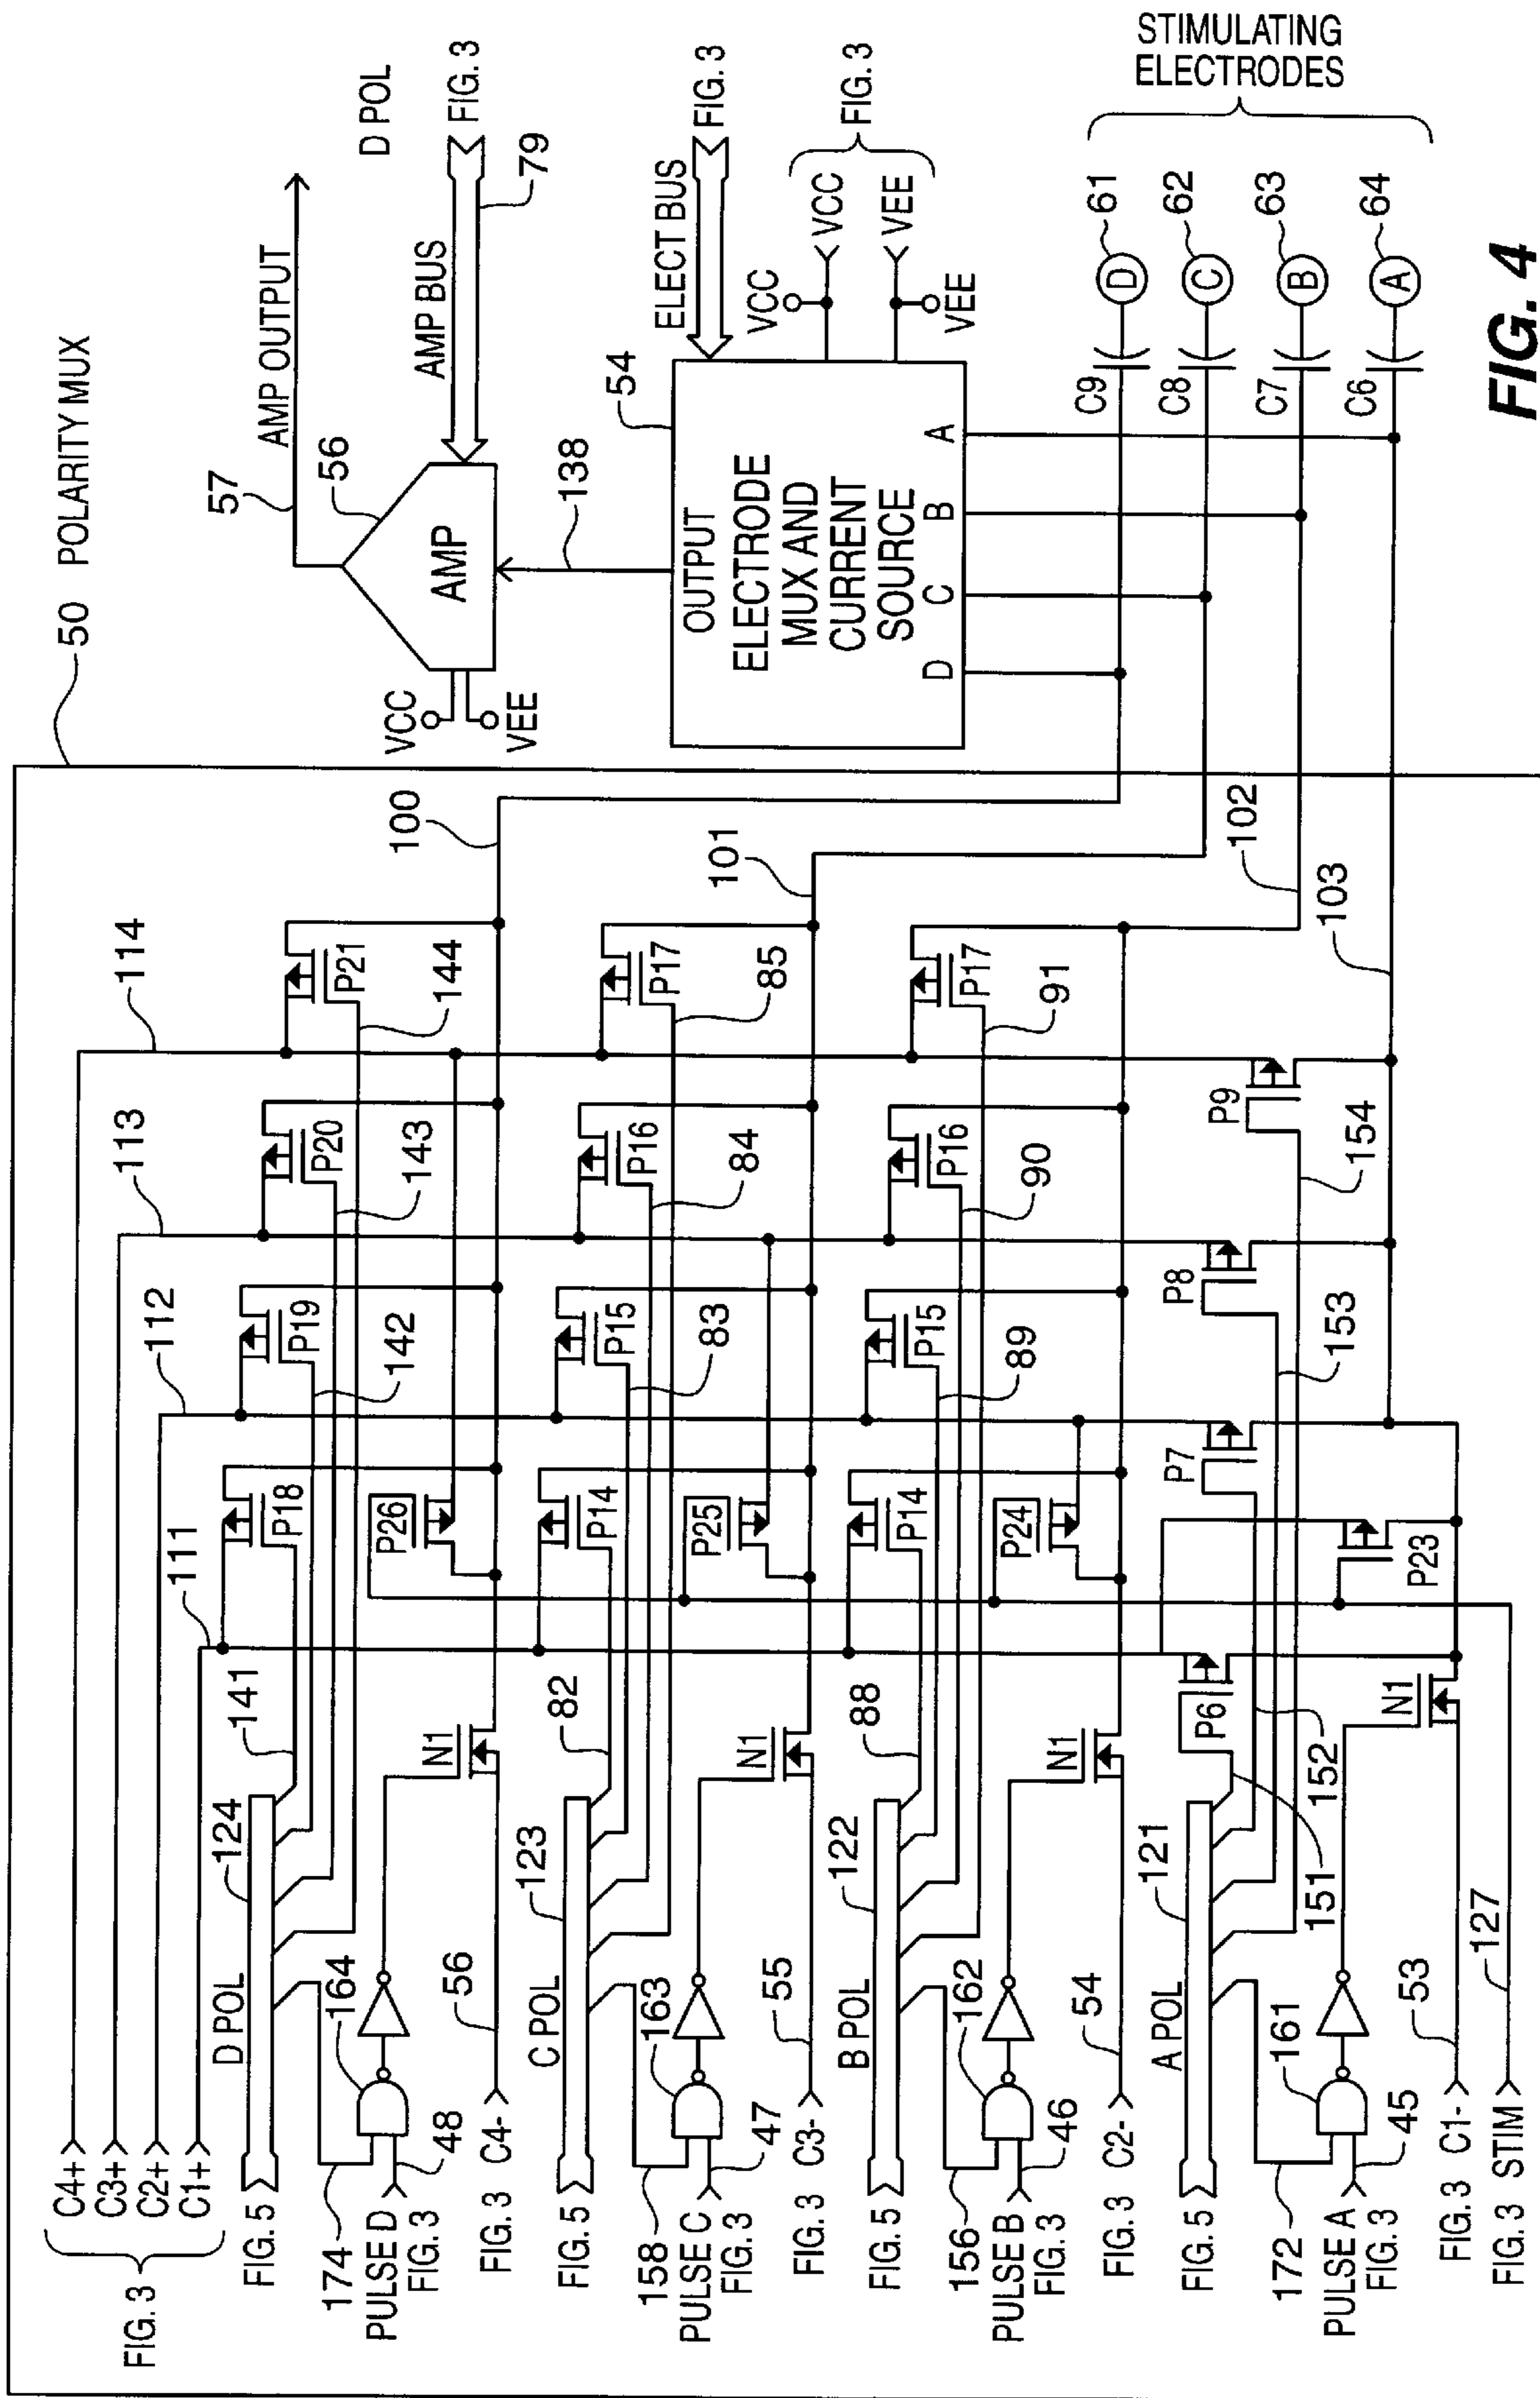 50 POLARITY MUX
C4+
C3+
C2+
C1+
FIG. 3
111
112
113
114
FIG. 5
D POL
124
141
P18
P19
P20
P21
142
143
144
174
164
PULSE D
FIG. 3
48
N1
P26
FIG. 3 C4-
56
100
FIG. 5
C POL
123
82
P14
P15
P16
P17
83
84
85
158
163
PULSE C
FIG. 3
47
N1
P25
FIG. 3 C3-
55
101
FIG. 5
B POL
122
88
P14
P15
P16
P17
89
90
91
156
162
PULSE B
FIG. 3
46
N1
P24
FIG. 3 C2-
54
102
FIG. 5
A POL
121
P6
P7
P8
P9
151
152
153
154
172
161
PULSE A
FIG. 3
45
N1
P23
FIG. 3 C1-
53
103
FIG. 3 STIM
127
57
AMP OUTPUT
D POL
56
AMP
VCC
VEE
AMP BUS
FIG. 3
79
138
54
ELECT BUS
FIG. 3
OUTPUT
ELECTRODE
MUX AND
CURRENT
SOURCE
D C B A
VCC
VCC
VEE
VEE
FIG. 3
C9
D
61
C8
C
62
C7
B
63
C6
A
64
STIMULATING
ELECTRODES
FIG. 4